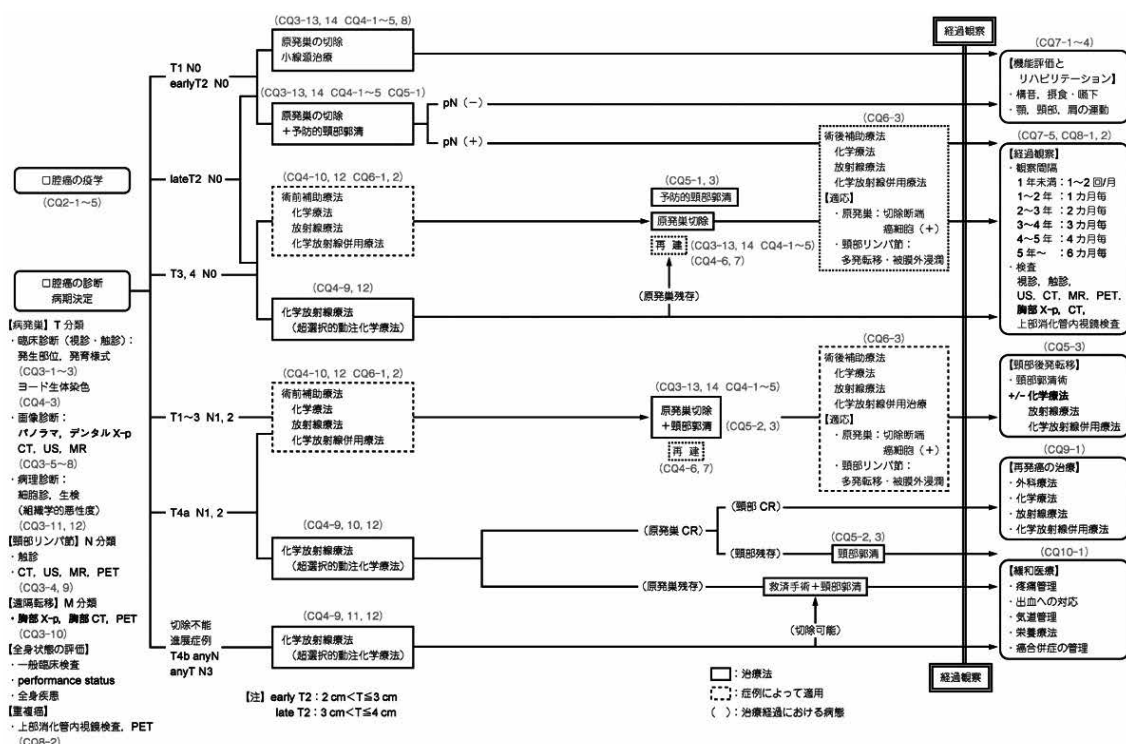 口腔癌の疫学
(CQ2-1～5)
口腔癌の診断
病期決定
【病発巣】T 分類
・臨床診断（視診・触診）：
発生部位，発育様式
(CQ3-1～3)
ヨード生体染色
(CQ4-3)
・画像診断：
パノラマ，デンタル X-p
CT，US，MR
(CQ3-5～8)
・病理診断：
細胞診，生検
（組織学的悪性度）
(CQ3-11，12)
【頸部リンパ節】N 分類
・触診
・CT，US，MR，PET
(CQ3-4，9)
【遠隔転移】M 分類
・胸部 X-p，胸部 CT，PET
(CQ3-10)
【全身状態の評価】
・一般臨床検査
・performance status
・全身疾患
【重複癌】
・上部消化管内視鏡検査，PET
(CQ8-2)
T1 N0
earlyT2 N0
lateT2 N0
T3, 4 N0
T1～3 N1, 2
T4a N1, 2
切除不能
進展症例
T4b anyN
anyT N3
(CQ3-13，14 CQ4-1～5，8)
原発巣の切除
小線源治療
(CQ3-13，14 CQ4-1～5 CQ5-1)
原発巣の切除
＋予防的頸部郭清
pN（－）
pN（＋）
(CQ4-10，12 CQ6-1，2)
術前補助療法
化学療法
放射線療法
化学放射線併用療法
(CQ5-1，3)
予防的頸部郭清
原発巣切除
再 建
(CQ3-13，14 CQ4-1～5)
(CQ4-6，7)
（原発巣残存）
(CQ4-9，12)
化学放射線療法
（超選択的動注化学療法）
(CQ6-3)
術後補助療法
化学療法
放射線療法
化学放射線併用療法
【適応】
・原発巣：切除断端
癌細胞（＋）
・頸部リンパ節：
多発転移・被膜外浸潤
(CQ4-10，12 CQ6-1，2)
術前補助療法
化学療法
放射線療法
化学放射線併用療法
(CQ3-13，14 CQ4-1～5)
原発巣切除
＋頸部郭清
(CQ5-2，3)
再 建
(CQ4-6，7)
(CQ6-3)
術後補助療法
化学療法
放射線療法
化学放射線併用治療
【適応】
・原発巣：切除断端
癌細胞（＋）
・頸部リンパ節：
多発転移・被膜外浸潤
(CQ4-9，10，12)
化学放射線療法
（超選択的動注化学療法）
（原発巣 CR）
（頸部 CR）
（頸部残存）
(CQ5-2，3)
頸部郭清
（原発巣残存）
救済手術＋頸部郭清
（切除可能）
(CQ4-9，11，12)
化学放射線療法
（超選択的動注化学療法）
【注】early T2：2 cm＜T≦3 cm
late T2：3 cm＜T≦4 cm
：治療法
：症例によって適用
（ ）：治療経過における病態
経過観察
経過観察
(CQ7-1～4)
【機能評価と
リハビリテーション】
・構音，摂食・嚥下
・顎，頸部，肩の運動
(CQ7-5，CQ8-1，2)
【経過観察】
・観察間隔
1 年未満：1～2 回/月
1～2 年：1 カ月毎
2～3 年：2 カ月毎
3～4 年：3 カ月毎
4～5 年：4 カ月毎
5 年～：6 カ月毎
・検査
視診，触診，
US，CT，MR，PET，
胸部 X-p，CT，
上部消化管内視鏡検査
(CQ5-3)
【頸部後発転移】
・頸部郭清術
+/- 化学療法
放射線療法
化学放射線併用療法
(CQ9-1)
【再発癌の治療】
・外科療法
・化学療法
・放射線療法
・化学放射線併用療法
(CQ10-1)
【緩和医療】
・疼痛管理
・出血への対応
・気道管理
・栄養療法
・癌合併症の管理